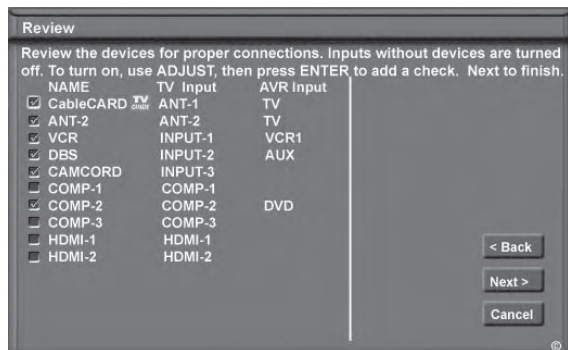 Review
Review the devices for proper connections. Inputs without devices are turned
off. To turn on, use ADJUST, then press ENTER to add a check. Next to finish.
NAME TV Input AVR Input
CableCARD TV GUIDE ANT-1 TV
ANT-2 ANT-2 TV
VCR INPUT-1 VCR1
DBS INPUT-2 AUX
CAMCORD INPUT-3
COMP-1 COMP-1
COMP-2 COMP-2 DVD
COMP-3 COMP-3
HDMI-1 HDMI-1
HDMI-2 HDMI-2
< Back
Next >
Cancel
©